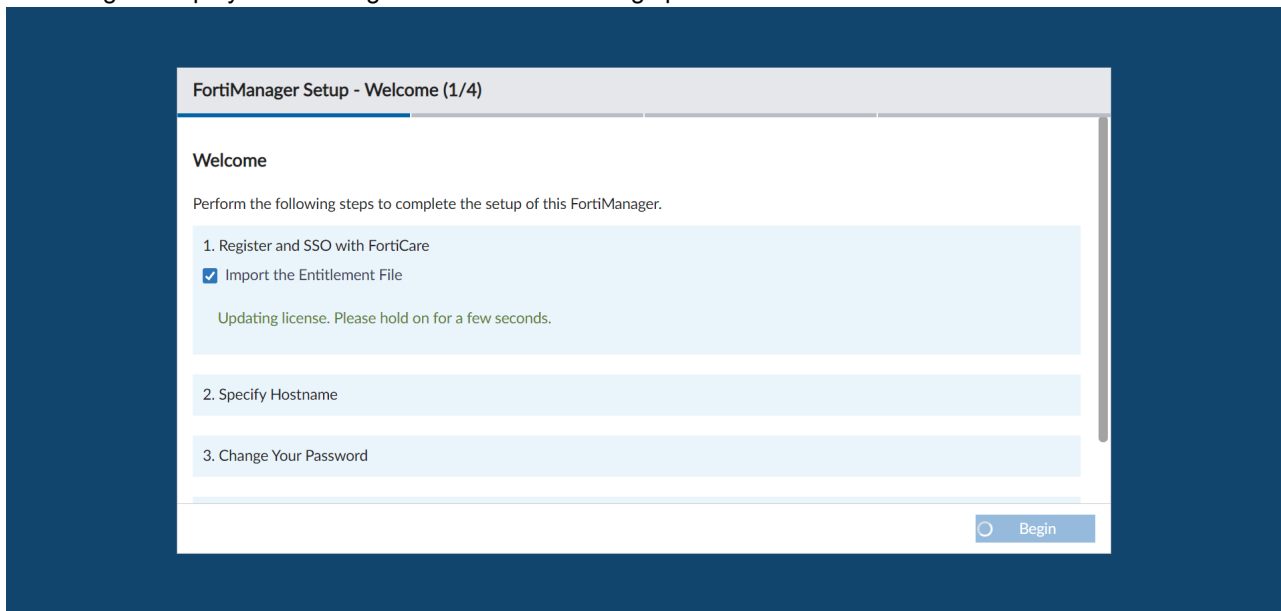 FortiManager Setup - Welcome (1/4)
Welcome
Perform the following steps to complete the setup of this FortiManager.
1. Register and SSO with FortiCare
Import the Entitlement File
Updating license. Please hold on for a few seconds.
2. Specify Hostname
3. Change Your Password
Begin